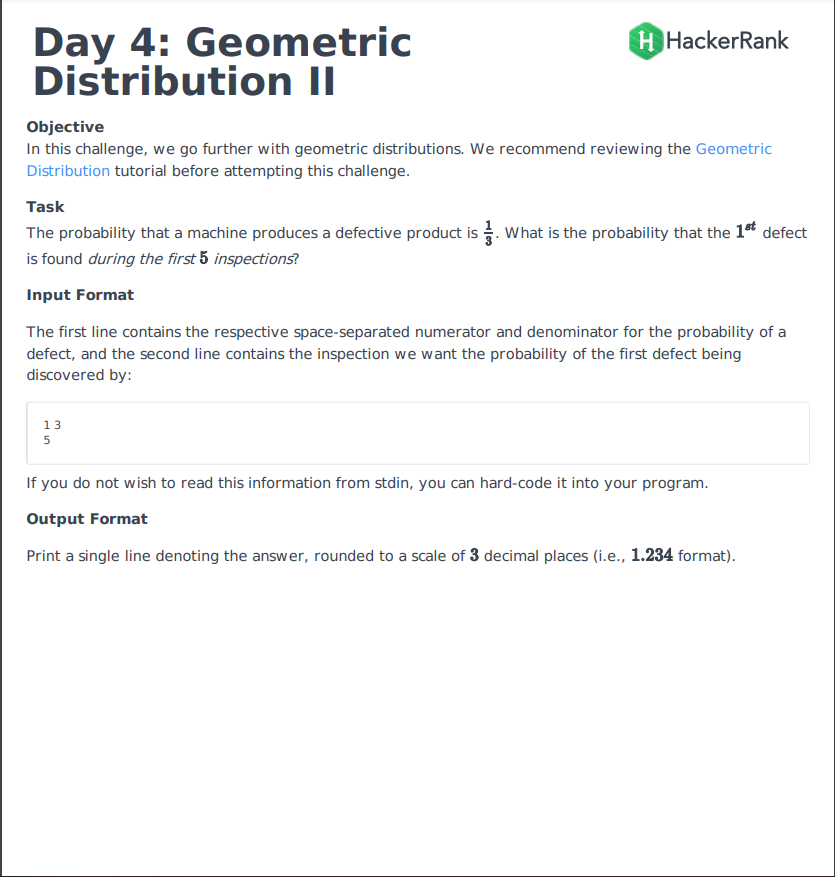 Day 4: Geometric
Distribution II
HackerRank
Objective
In this challenge, we go further with geometric distributions. We recommend reviewing the Geometric
Distribution tutorial before attempting this challenge.
Task
The probability that a machine produces a defective product is 1/3. What is the probability that the 1st defect
is found during the first 5 inspections?
Input Format
The first line contains the respective space-separated numerator and denominator for the probability of a
defect, and the second line contains the inspection we want the probability of the first defect being
discovered by:
1 3
5
If you do not wish to read this information from stdin, you can hard-code it into your program.
Output Format
Print a single line denoting the answer, rounded to a scale of 3 decimal places (i.e., 1.234 format).